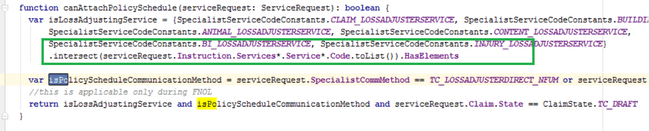 function canAttachPolicySchedule(serviceRequest: ServiceRequest): boolean {
var isLossAdjustingService = {SpecialistServiceCodeConstants.CLAIM_LOSSADJUSTERSERVICE, SpecialistServiceCodeConstants.BUILDI
SpecialistServiceCodeConstants.ANIMAL_LOSSADJUSTERSERVICE, SpecialistServiceCodeConstants.CONTENT_LOSSADJUSTERSERVICE,
SpecialistServiceCodeConstants.BI_LOSSADJUSTERSERVICE, SpecialistServiceCodeConstants.INJURY_LOSSADJUSTERSERVICE}
.intersect(serviceRequest.Instruction.Services*.Service*.Code.toList()).HasElements
var isPolicyScheduleCommunicationMethod = serviceRequest.SpecialistCommMethod == TC_LOSSADJUSTERDIRECT_NFUM or serviceRequest
//this is applicable only during FNOL
return isLossAdjustingService and isPolicyScheduleCommunicationMethod and serviceRequest.Claim.State == ClaimState.TC_DRAFT
}